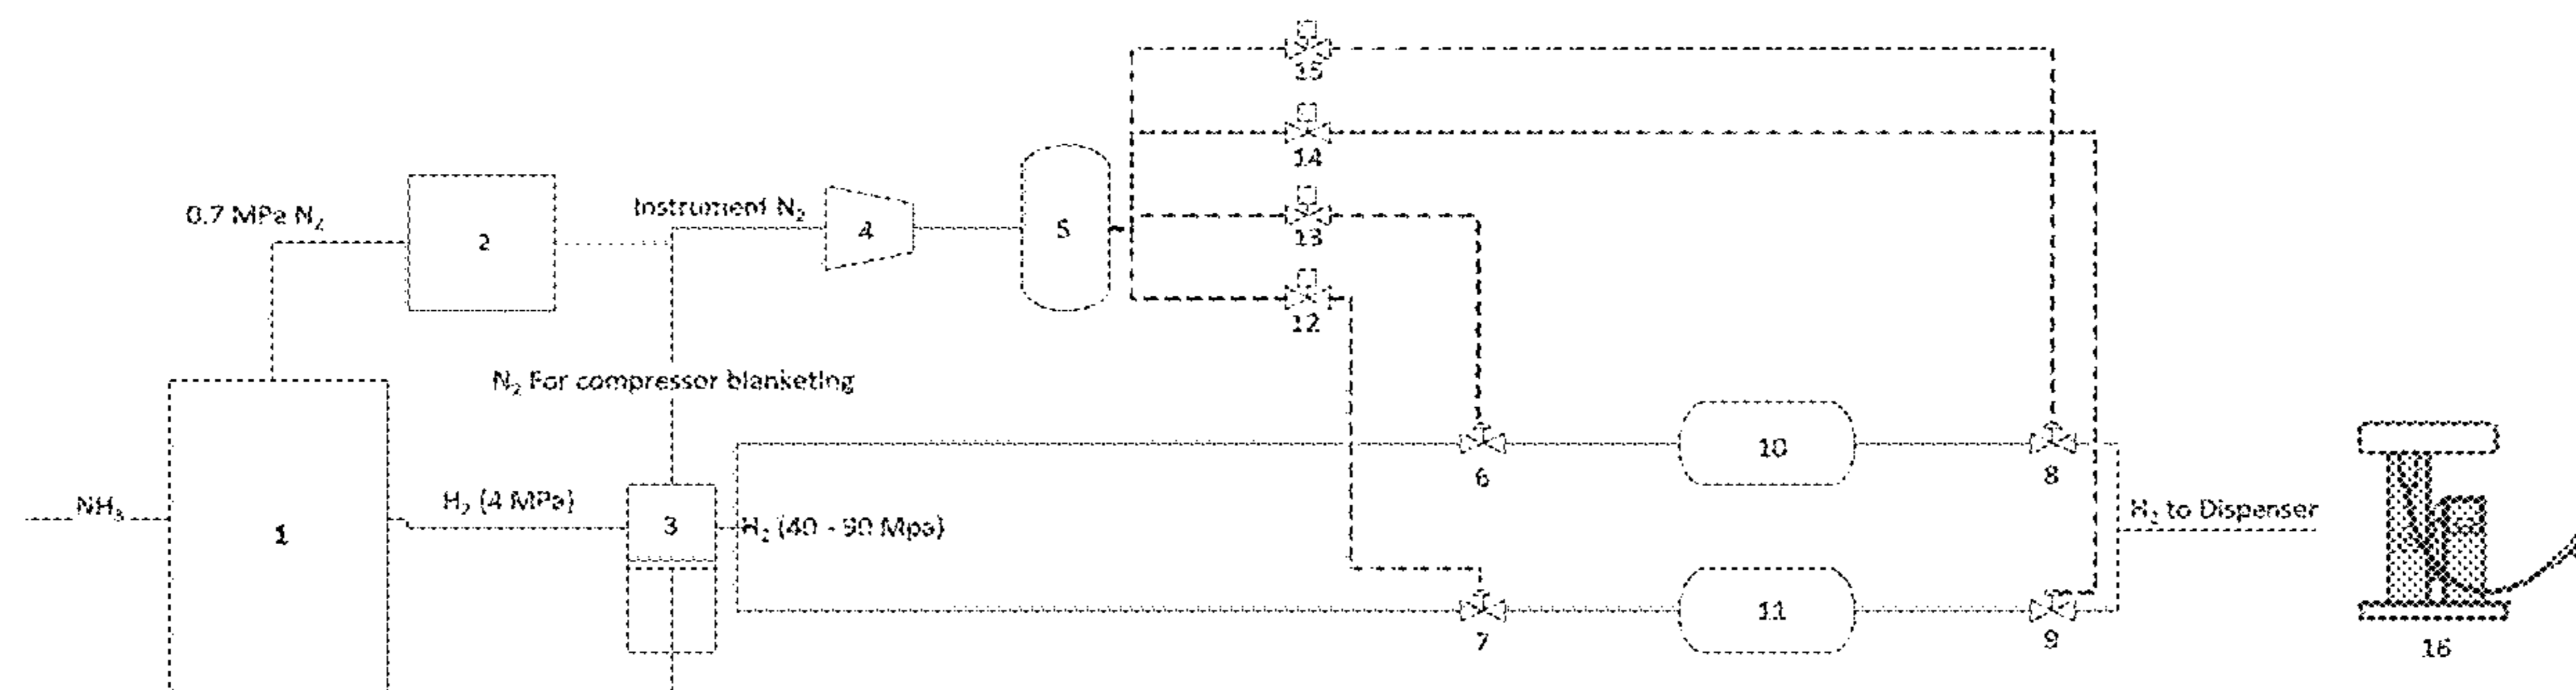 15
14
0.7 MPa N₂
2
Instrument N₂
4
5
13
12
N₂ For compressor blanketing
10
6
8
NH₃
1
H₂ (4 MPa)
3
H₂ (40 - 90 Mpa)
H₂ to Dispenser
11
7
9
16